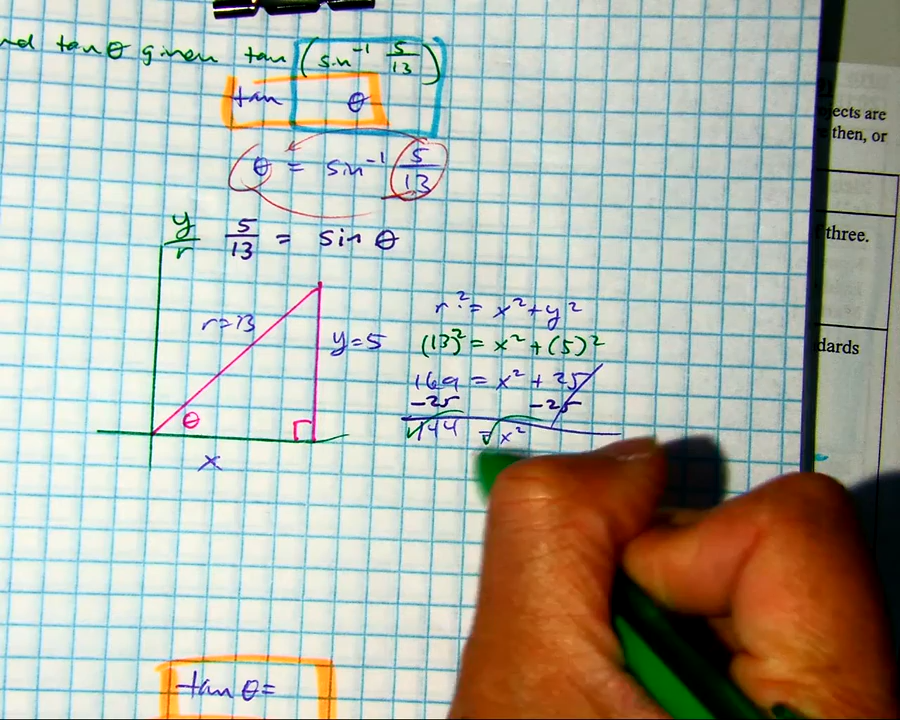 nd tan θ given tan (sin⁻¹ 5/13)
tan θ
θ = sin⁻¹ 5/13
y/r 5/13 = sin θ
r = 13
y = 5
θ
x
r² = x² + y²
(13)² = x² + (5)²
169 = x² + 25
-25 -25
√144 = √x²
tan θ =
jects are
then, or
three.
dards